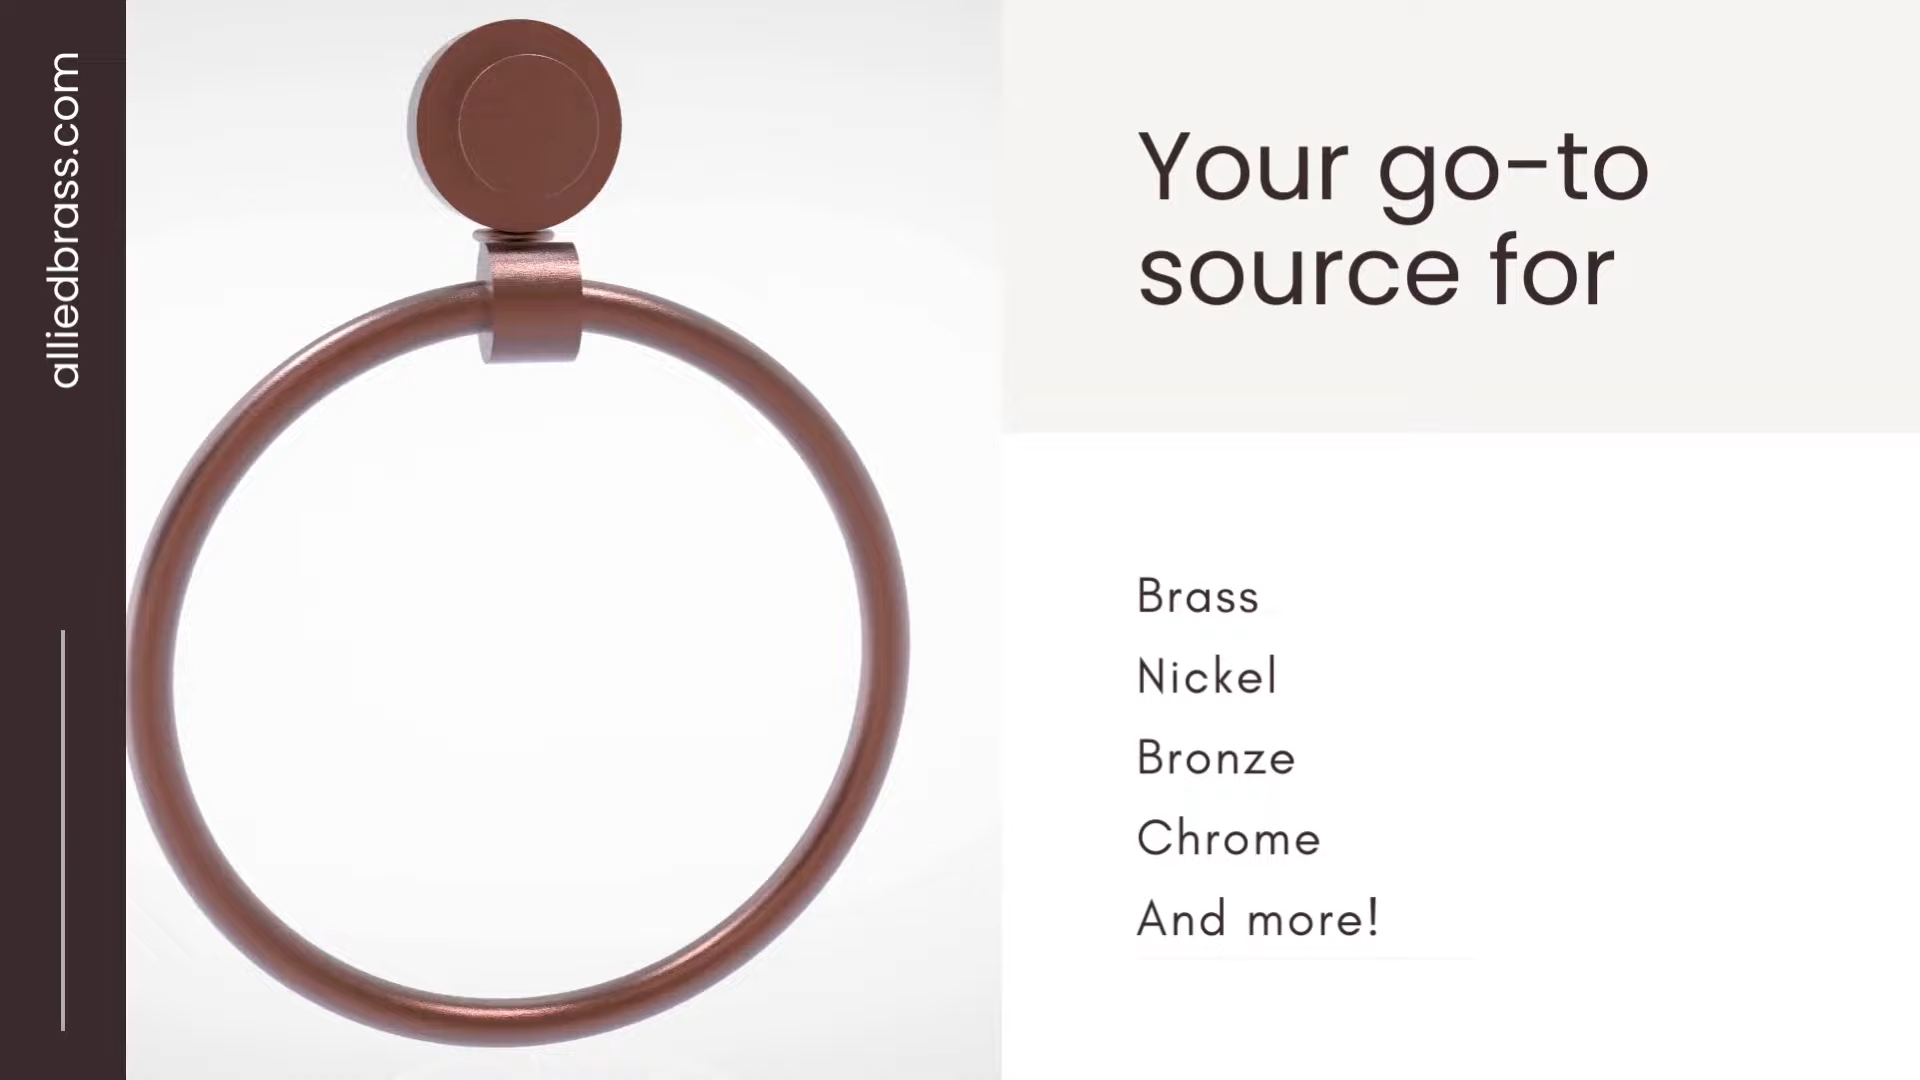 alliedbrass.com
Your go-to
source for
Brass
Nickel
Bronze
Chrome
And more!